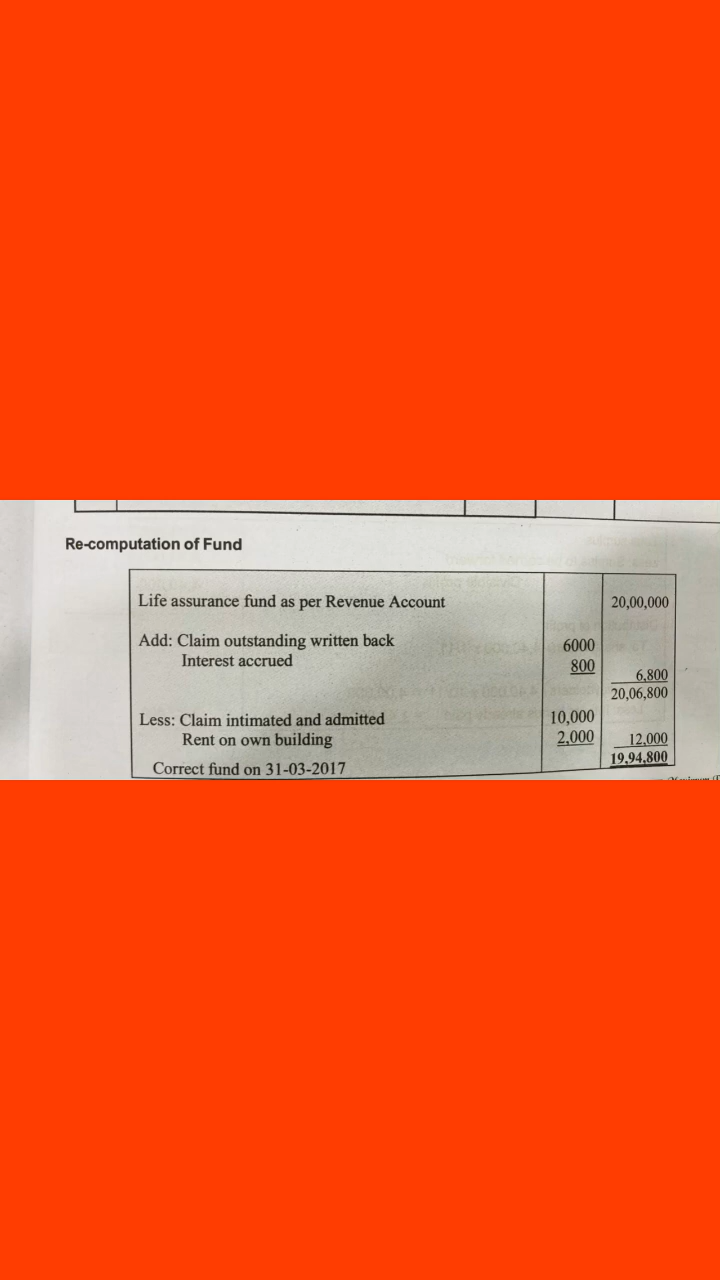 Re-computation of Fund
Life assurance fund as per Revenue Account 20,00,000
Add: Claim outstanding written back 6000
Interest accrued 800 6,800
20,06,800
Less: Claim intimated and admitted 10,000
Rent on own building 2,000 12,000
Correct fund on 31-03-2017 19,94,800